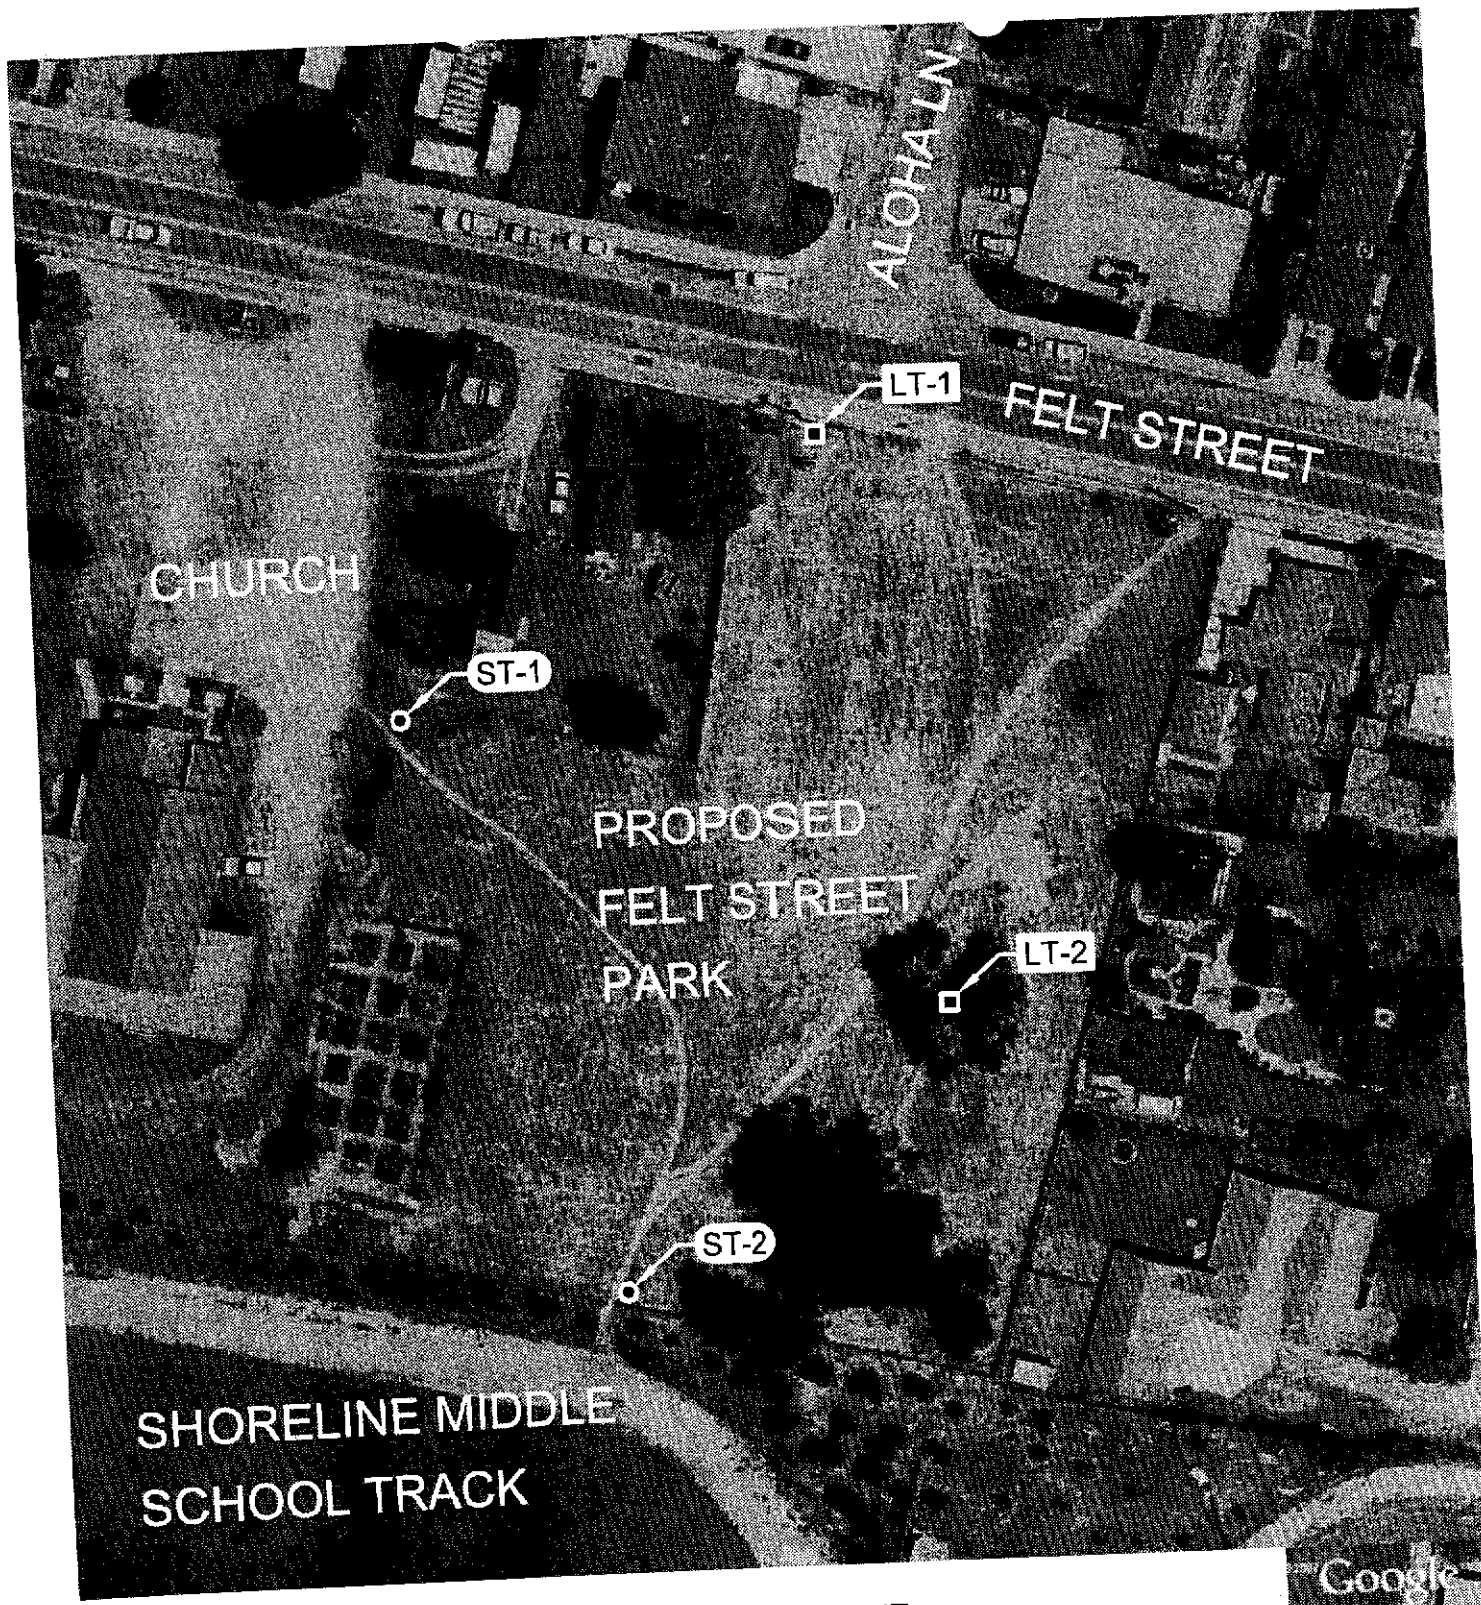 ALOHA LN.
LT-1
FELT STREET
CHURCH
ST-1
PROPOSED
FELT STREET
PARK
LT-2
ST-2
SHORELINE MIDDLE
SCHOOL TRACK
Google